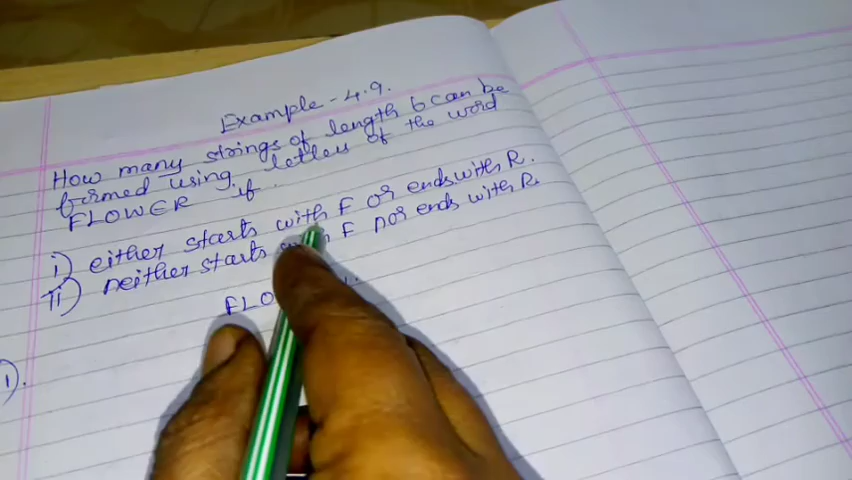 Example - 4.9.
How many strings of length 6 can be
formed using letters of the word
FLOWER if
i) either starts with F or ends with R.
ii) neither starts F nor ends with R.
FLO
i).